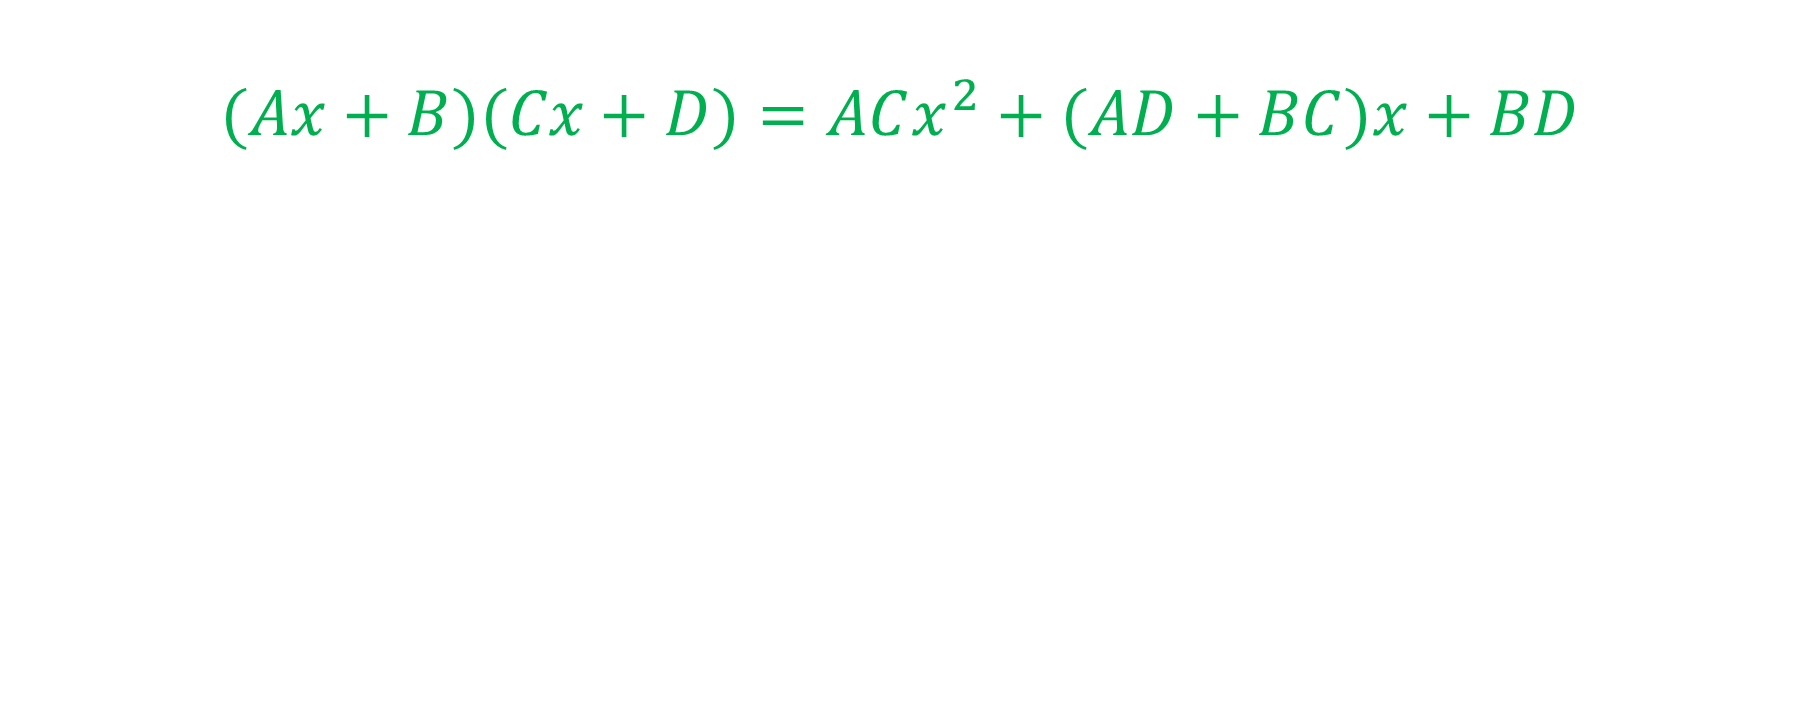 (Ax + B)(Cx + D) = ACx² + (AD + BC)x + BD